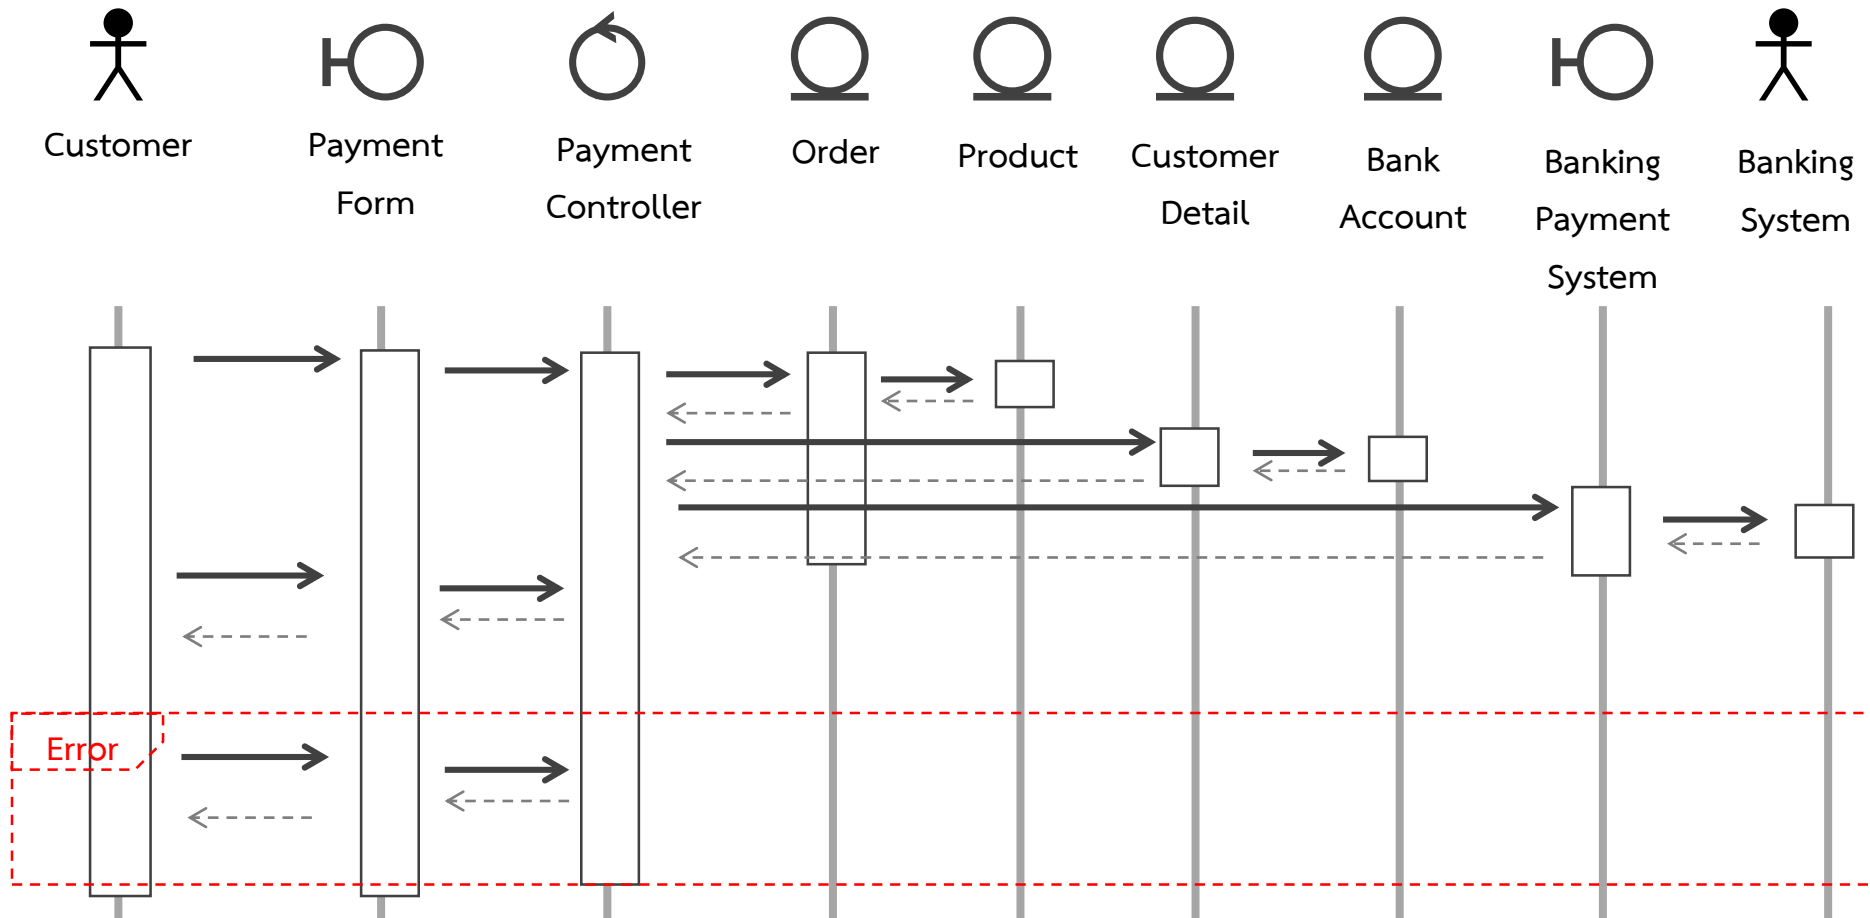 Customer
Payment
Form
Payment
Controller
Order
Product
Customer
Detail
Bank
Account
Banking
Payment
System
Banking
System
Error